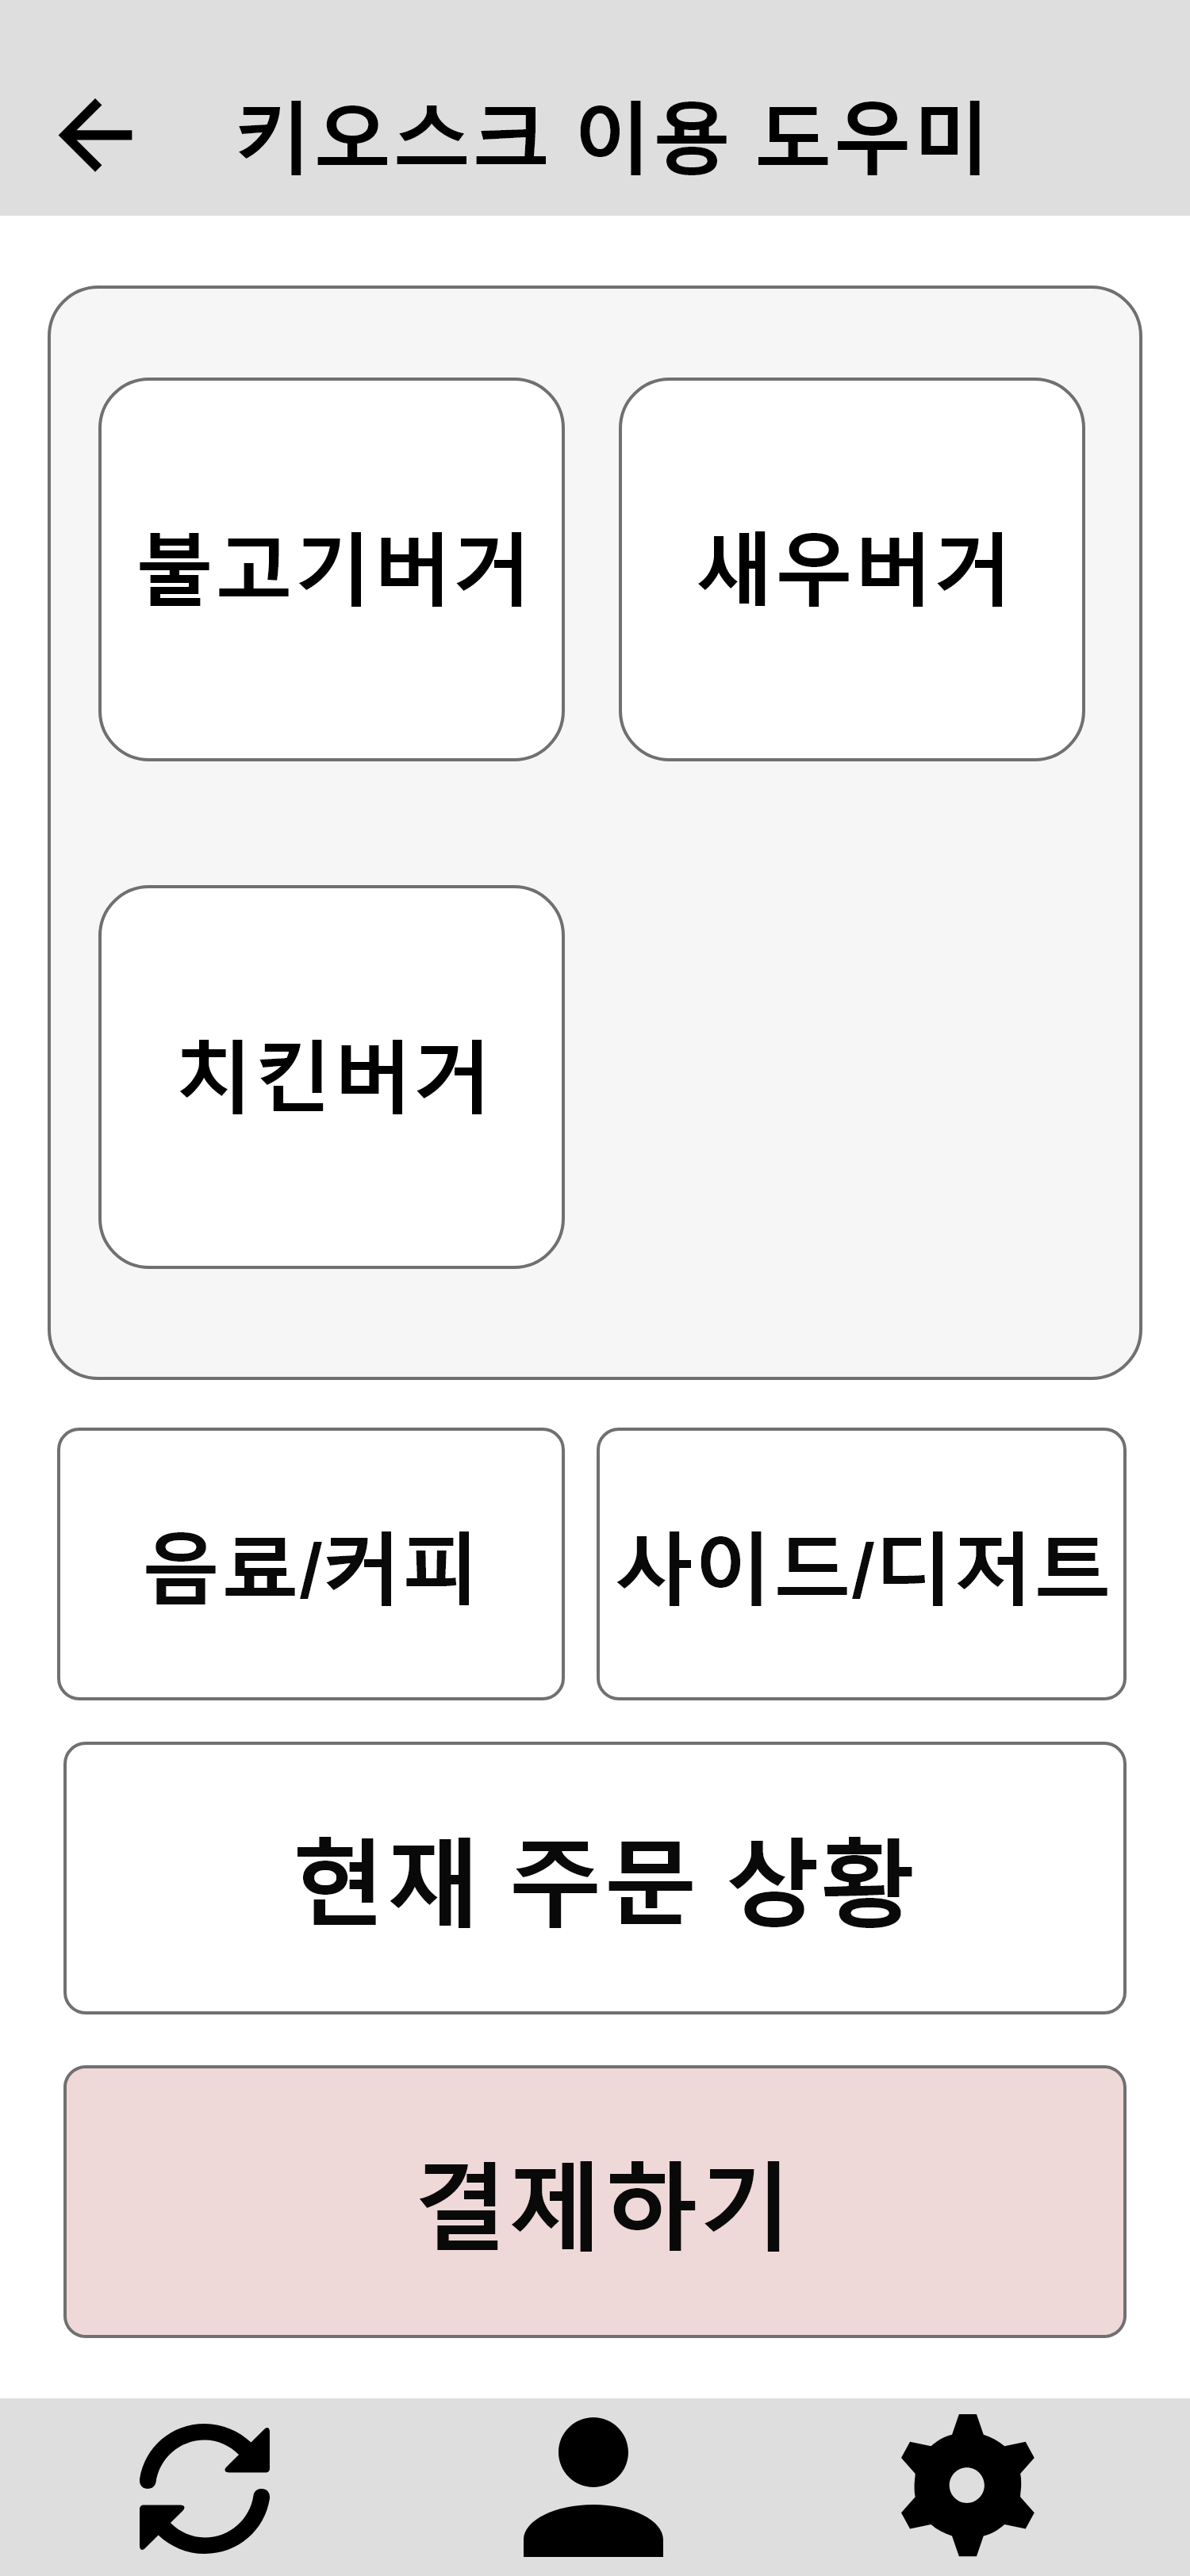 키오스크 이용 도우미
불고기버거
새우버거
치킨버거
음료/커피
사이드/디저트
현재 주문 상황
결제하기